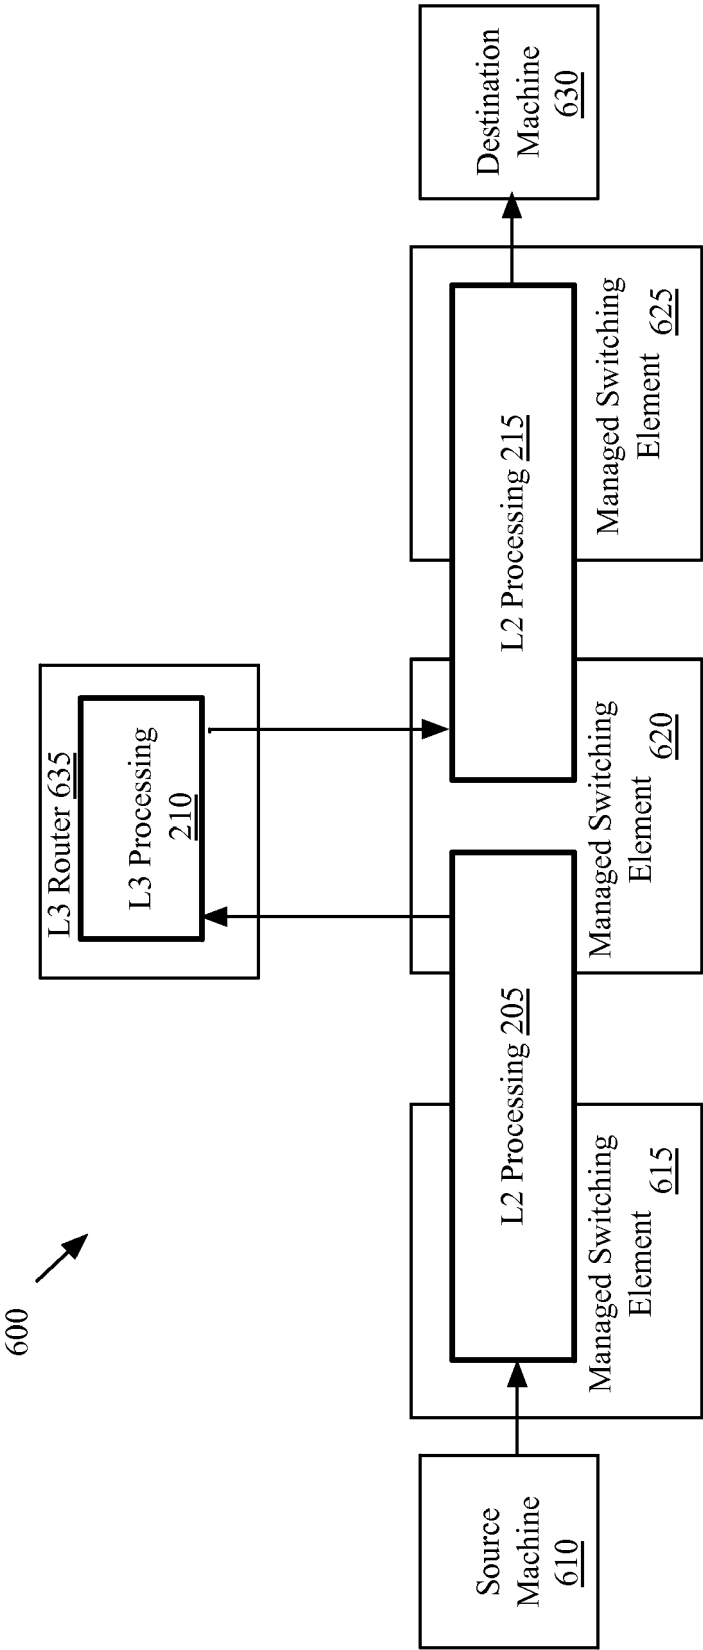 600
L3 Router 635
L3 Processing
210
Source
Machine
610
L2 Processing 205
Managed Switching
Element 615
Managed Switching
Element 620
L2 Processing 215
Managed Switching
Element 625
Destination
Machine
630